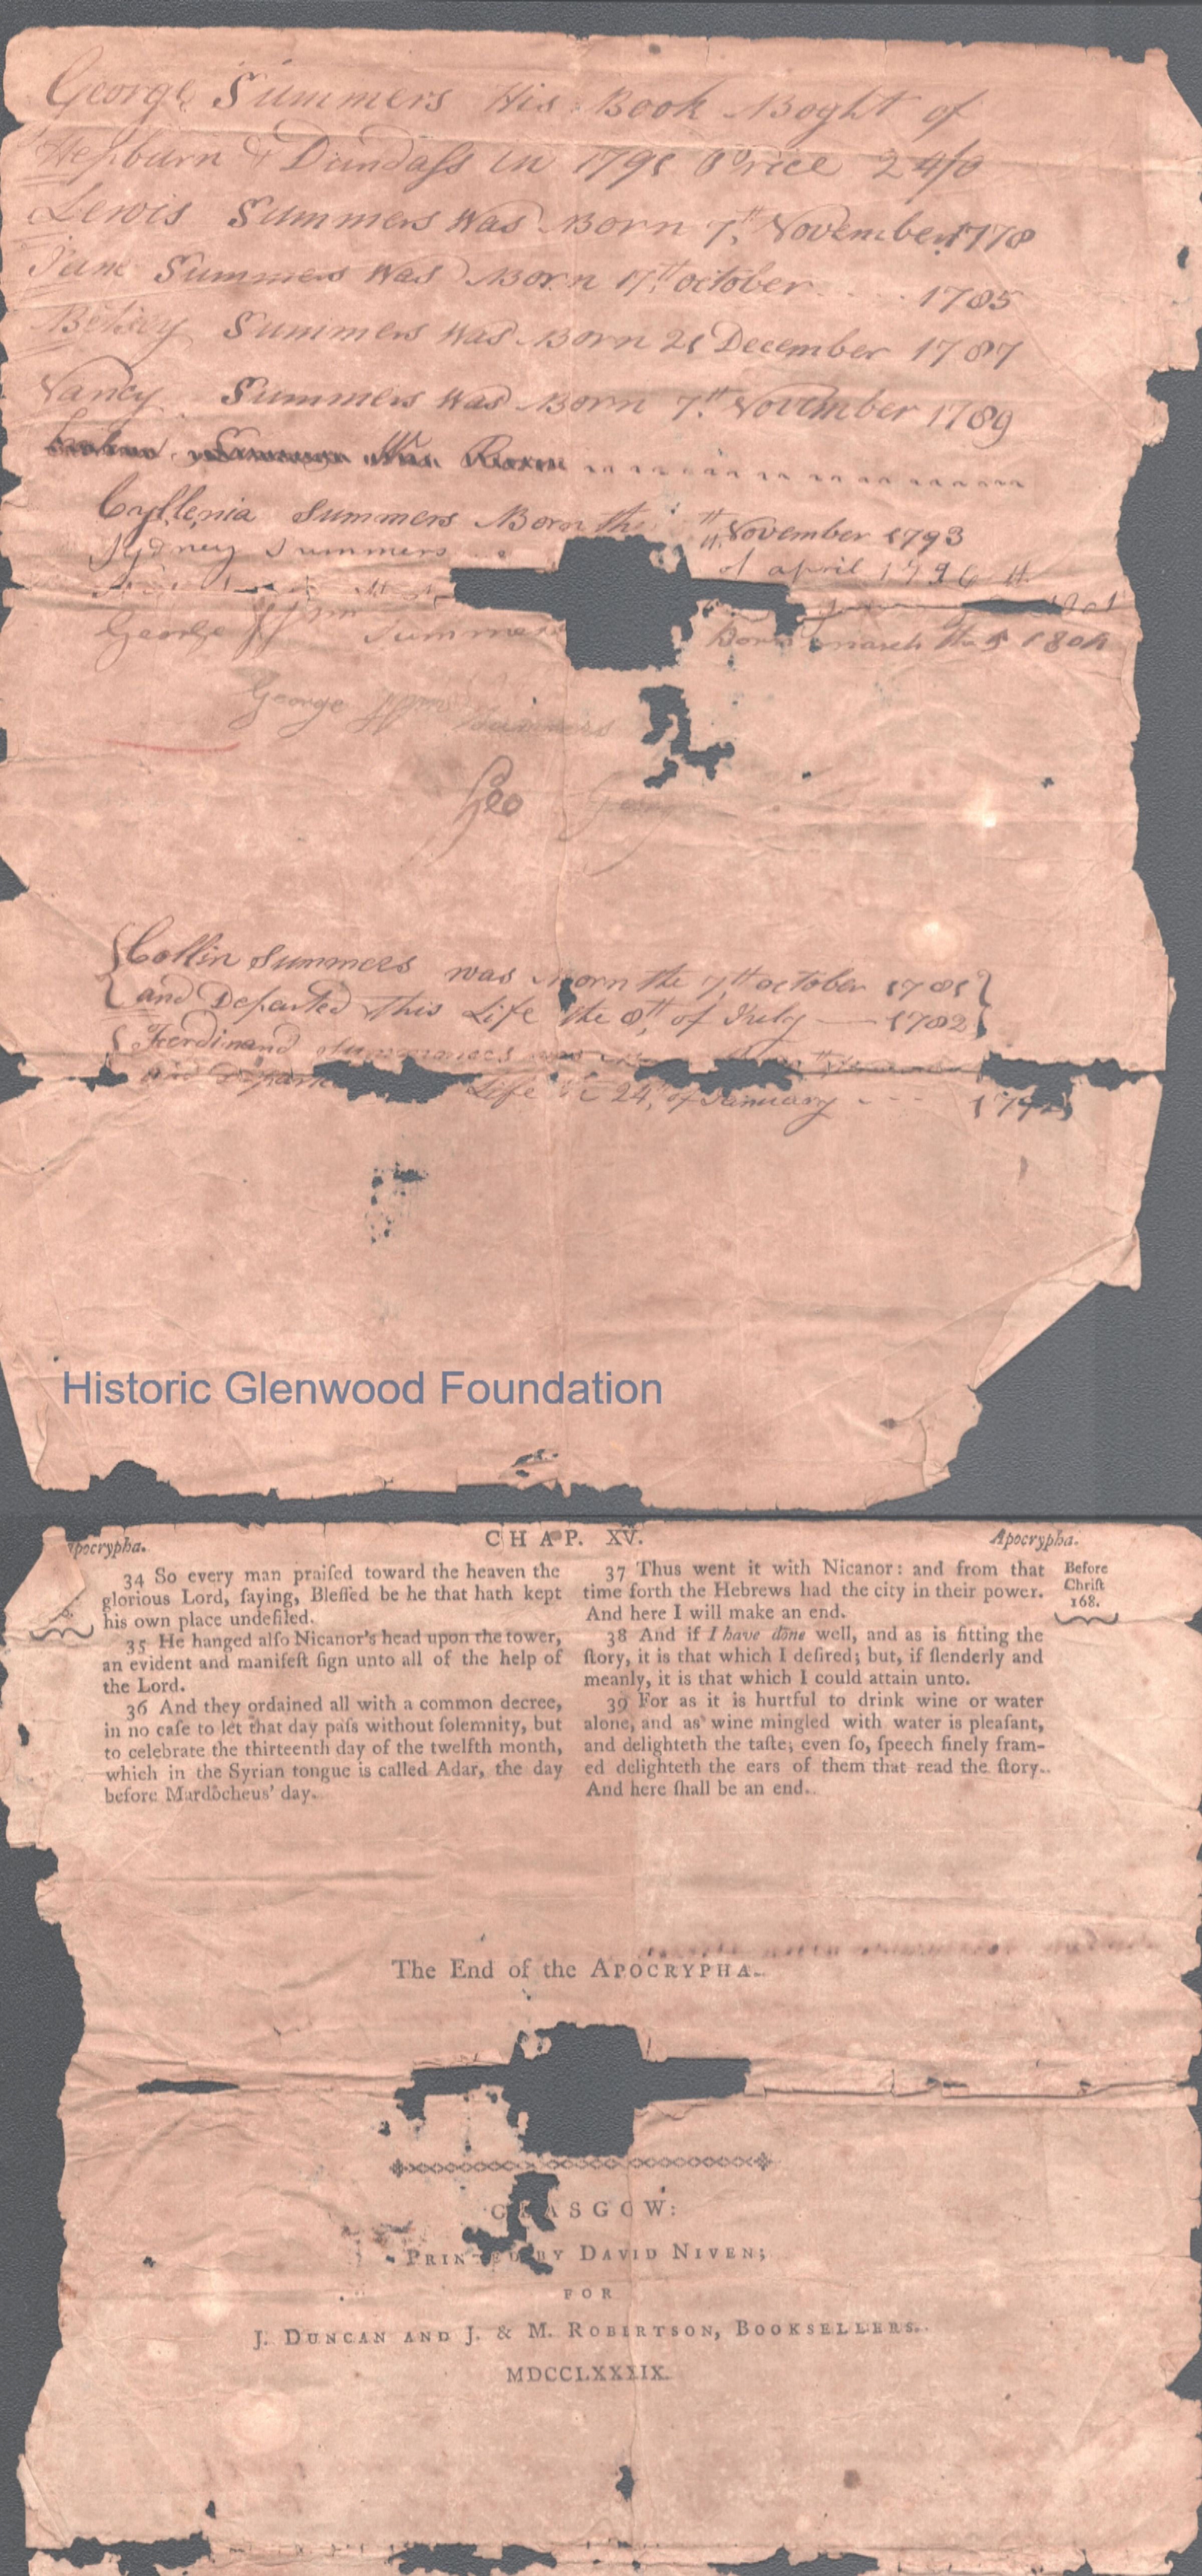 George Summers His Book Boght of
Hepburn & Dundass in 1791 Price 24/0
Lewis Summers Was Born 7th November 1778
Jane Summers Was Born 17th october .... 1785
Betsey Summers Was Born 21 December 1787
Nancy Summers Was Born 7th November 1789
Summers Was Born
Cyllenia Summers Born the th November 1793
Sydney Summers of april 1796
George Wm Summers Born march the 5 1804
George Wm Summers
Geo
{Collin Summers was Born the 7th october 1781}
{and Departed This Life the 8th of July — 1782}
{Ferdinand
and Life 24th of January - - -
Historic Glenwood Foundation
Apocrypha. CHAP. XV. Apocrypha.
34 So every man praiſed toward the heaven the
glorious Lord, ſaying, Bleſſed be he that hath kept
his own place undefiled.
35 He hanged alſo Nicanor's head upon the tower,
an evident and manifeſt ſign unto all of the help of
the Lord.
36 And they ordained all with a common decree,
in no caſe to let that day paſs without ſolemnity, but
to celebrate the thirteenth day of the twelfth month,
which in the Syrian tongue is called Adar, the day
before Mardocheus' day.
37 Thus went it with Nicanor: and from that
time forth the Hebrews had the city in their power.
And here I will make an end.
38 And if I have done well, and as is fitting the
ſtory, it is that which I deſired; but, if ſlenderly and
meanly, it is that which I could attain unto.
39 For as it is hurtful to drink wine or water
alone, and as wine mingled with water is pleaſant,
and delighteth the taſte; even ſo, ſpeech finely fram-
ed delighteth the ears of them that read the ſtory.
And here ſhall be an end.
Before
Chriſt
168.
The End of the APOCRYPHA.
GLASGOW:
PRINTED BY DAVID NIVEN;
FOR
J. DUNCAN AND J. & M. ROBERTSON, BOOKSELLERS.
MDCCLXXXIX.